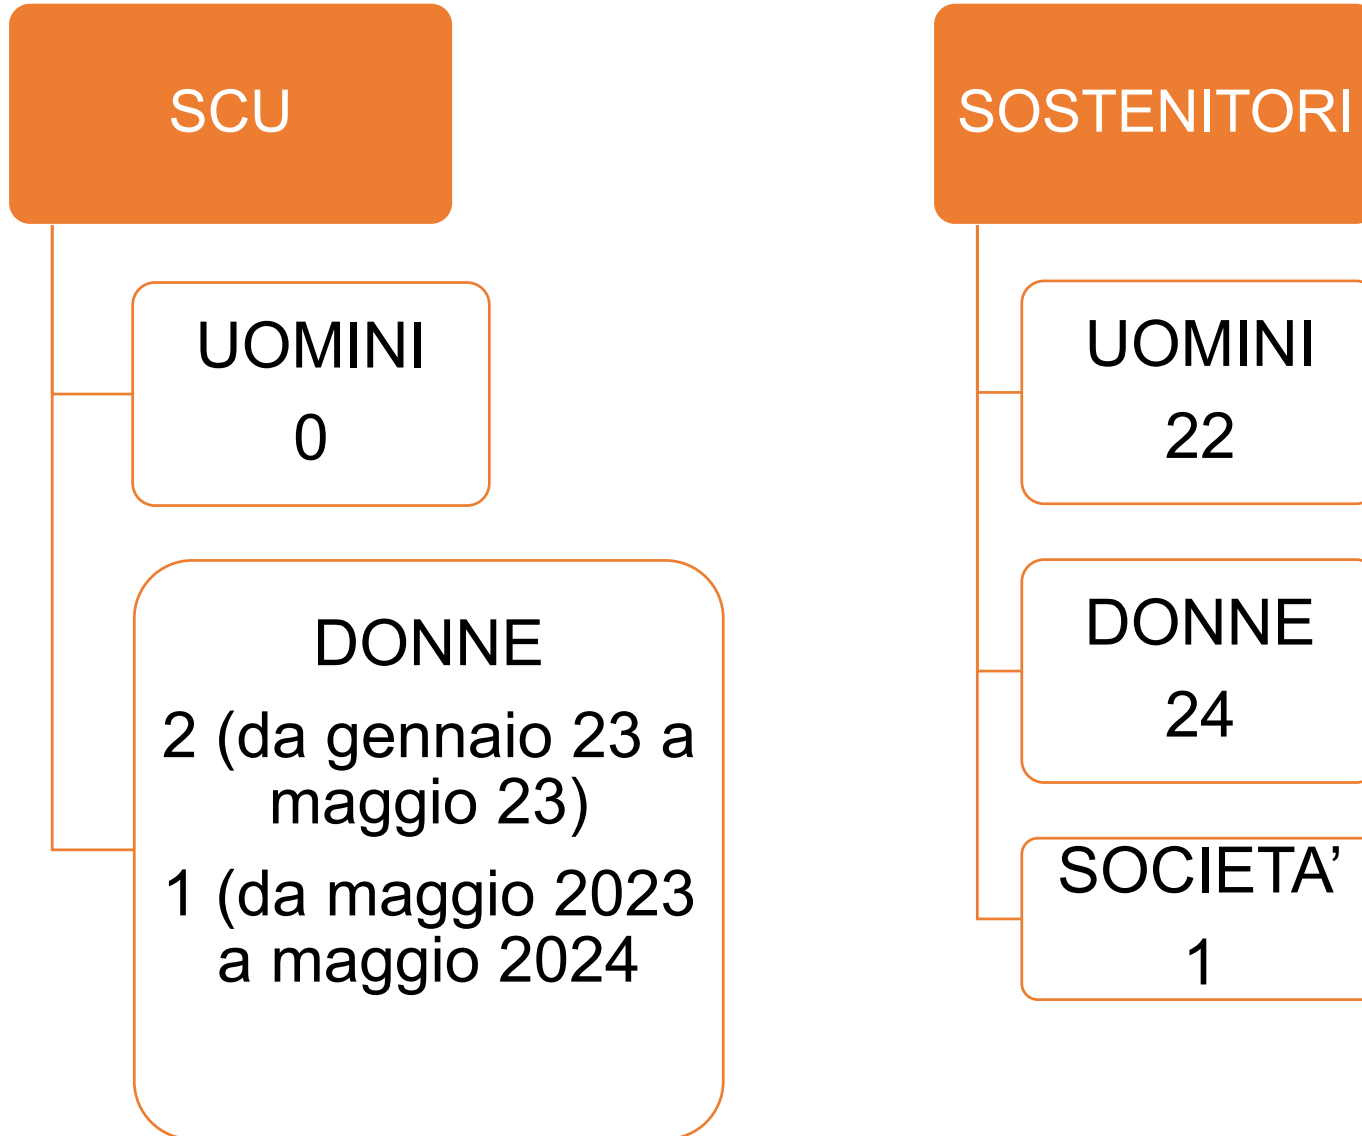 SCU
UOMINI
0
DONNE
2 (da gennaio 23 a
maggio 23)
1 (da maggio 2023
a maggio 2024
SOSTENITORI
UOMINI
22
DONNE
24
SOCIETA’
1